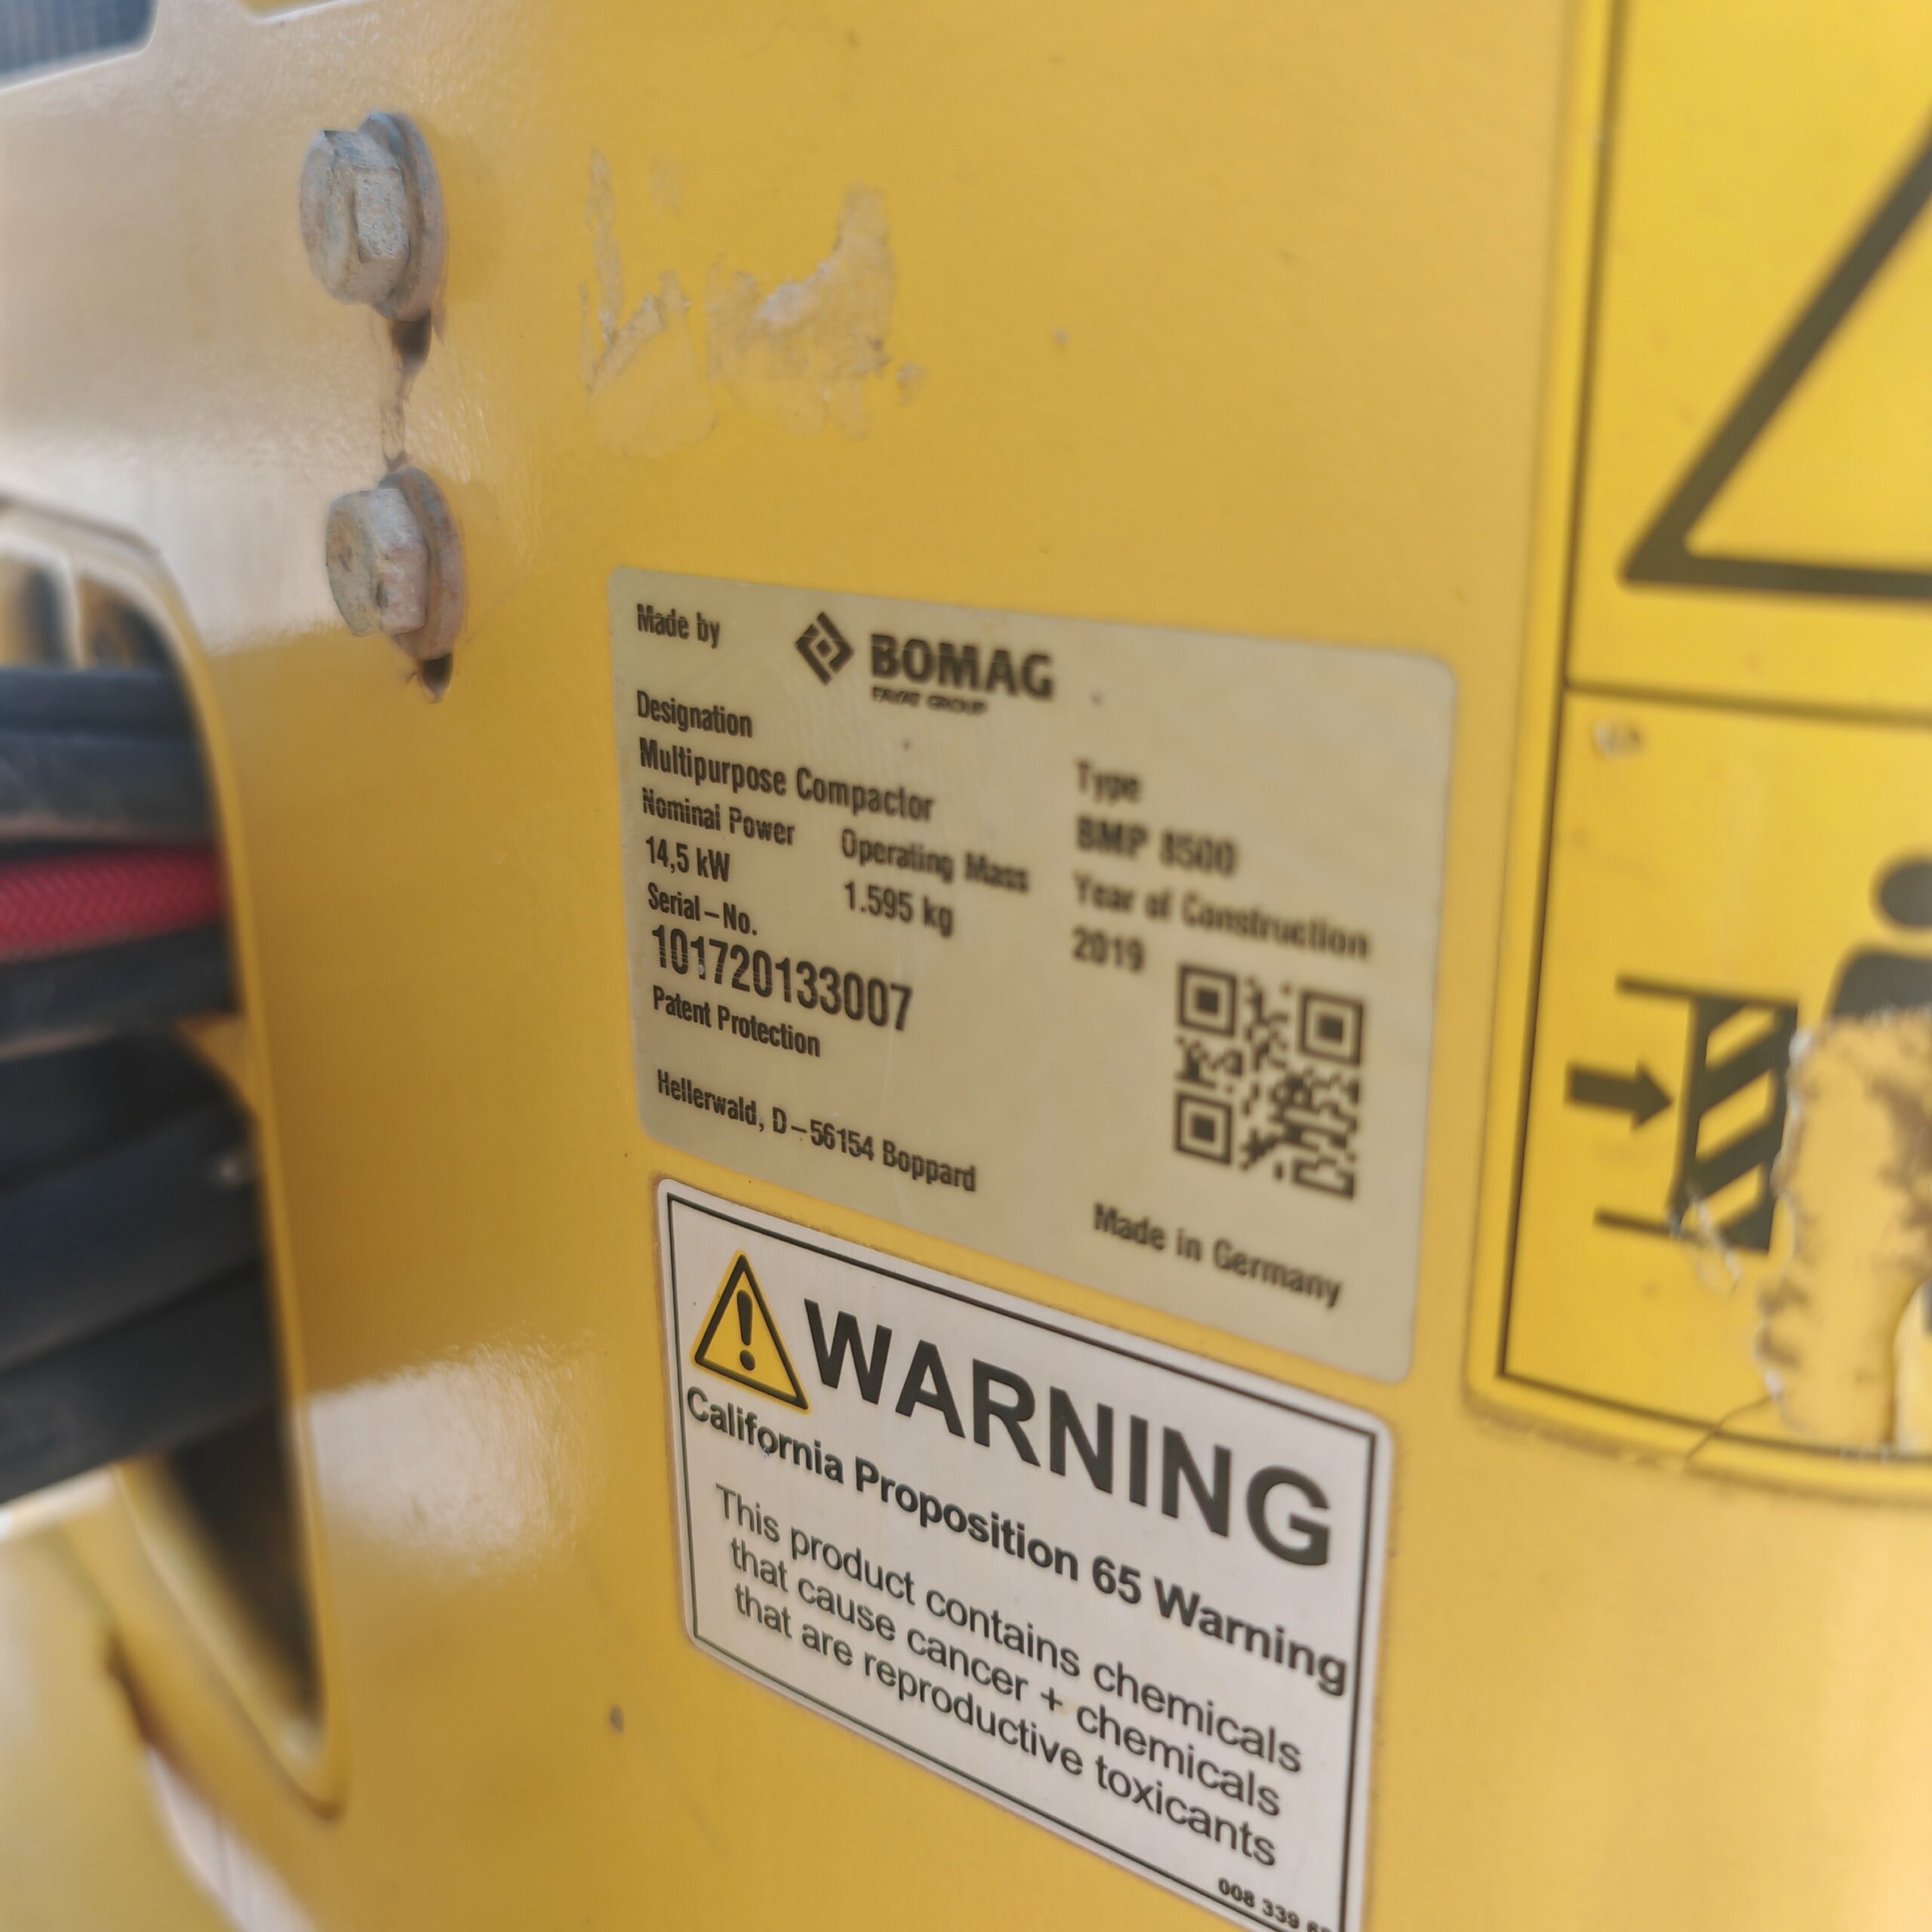 Made by
BOMAG
FAYAT GROUP
Designation
Multipurpose Compactor
Type
BMP 8500
Nominal Power
14,5 kW
Operating Mass
1.595 kg
Year of Construction
2019
Serial-No.
101720133007
Patent Protection
Hellerwald, D-56154 Boppard
Made in Germany
WARNING
California Proposition 65 Warning
This product contains chemicals
that cause cancer + chemicals
that are reproductive toxicants
008 339